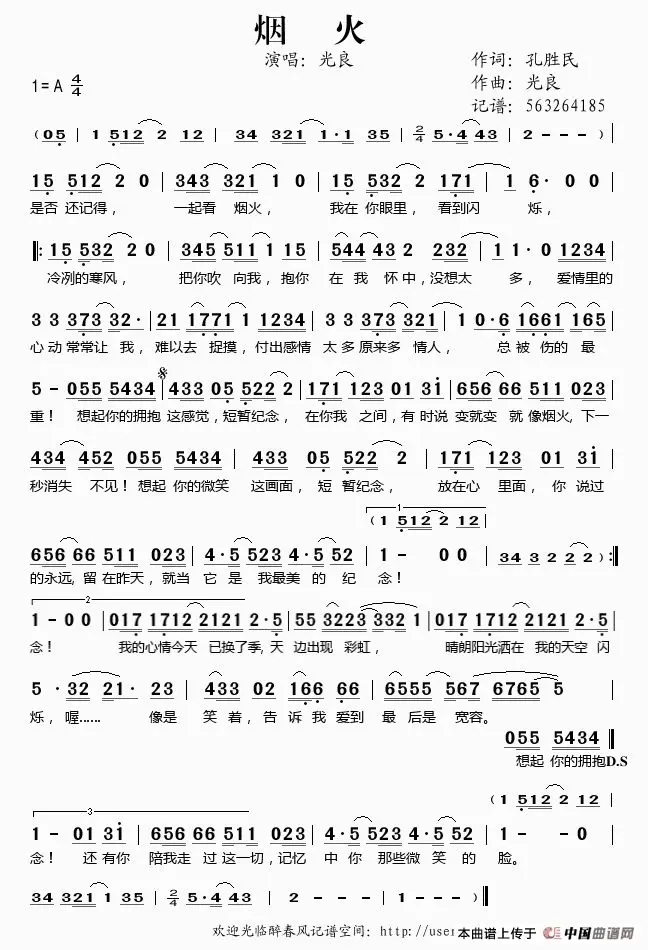 烟 火
演唱：光良 作词：孔胜民
作曲：光良
1=A 4/4
记谱：563264185
(05 | 1 512 2 12 | 34 321 1·1 35 | 2/4 5·4 43 | 2 - - - ) |
15 512 2 0 | 343 321 1 0 | 15 532 2 171 | 1 6· 0 0 |
是否 还记得， 一起看 烟火， 我在 你眼里， 看到闪 烁，
‖: 15 532 2 0 | 345 511 1 15 | 544 43 2 232 | 1 1· 0 1234 |
冷冽的寒风， 把你吹 向我，抱你 在 我 怀中，没想太 多， 爱情里的
3 3 373 32· | 21 1771 1 1234 | 3 3 373 321 | 1 0·6 1661 165 |
心 动 常常让 我， 难以去 捉摸，付出感情 太 多 原来多 情人， 总 被 伤的 最
5 - 055 5434 | 433 05 522 2 | 171 123 01 31 | 656 66 511 023 |
重！ 想起 你的拥抱 这感觉，短暂纪念， 在你我 之间，有 时说 变就变 就 像烟火，下一
434 452 055 5434 | 433 05 522 2 | 171 123 01 31 |
秒消失 不见！想起 你的微笑 这画面，短 暂纪念， 放在心 里面，你 说过
1
(1 512 2 12
656 66 511 023 | 4·5 523 4·5 52 | 1 - 0 0 | 34 3 2 2 2 ) :‖
的永远，留 在昨天，就当 它 是 我最美 的 纪 念！
2
1 - 0 0 | 017 1712 2121 2·5 | 55 3223 332 1 | 017 1712 2121 2·5 |
念！ 我的 心情今天 已换了季，天 边出现 彩虹， 晴朗 阳光洒在 我的天空 闪
5 ·32 21· 23 | 433 02 166 66 | 6555 567 6765 5 |
烁，喔…… 像是 笑 着，告 诉 我 爱到 最 后是 宽容。
055 5434 ‖
想起 你的拥抱D.S
(1 512 2 12 |
3
1 - 01 31 | 656 66 511 023 | 4·5 523 4·5 52 | 1 - - 0 |
念！ 还 有你 陪我走 过 这一切，记忆 中 你 那些微 笑 的 脸。
34 321 1 35 | 2/4 5·4 43 | 2 - | 1 - ‖
欢迎光临醉春风记谱空间：http://user 本曲谱上传于 中国曲谱网